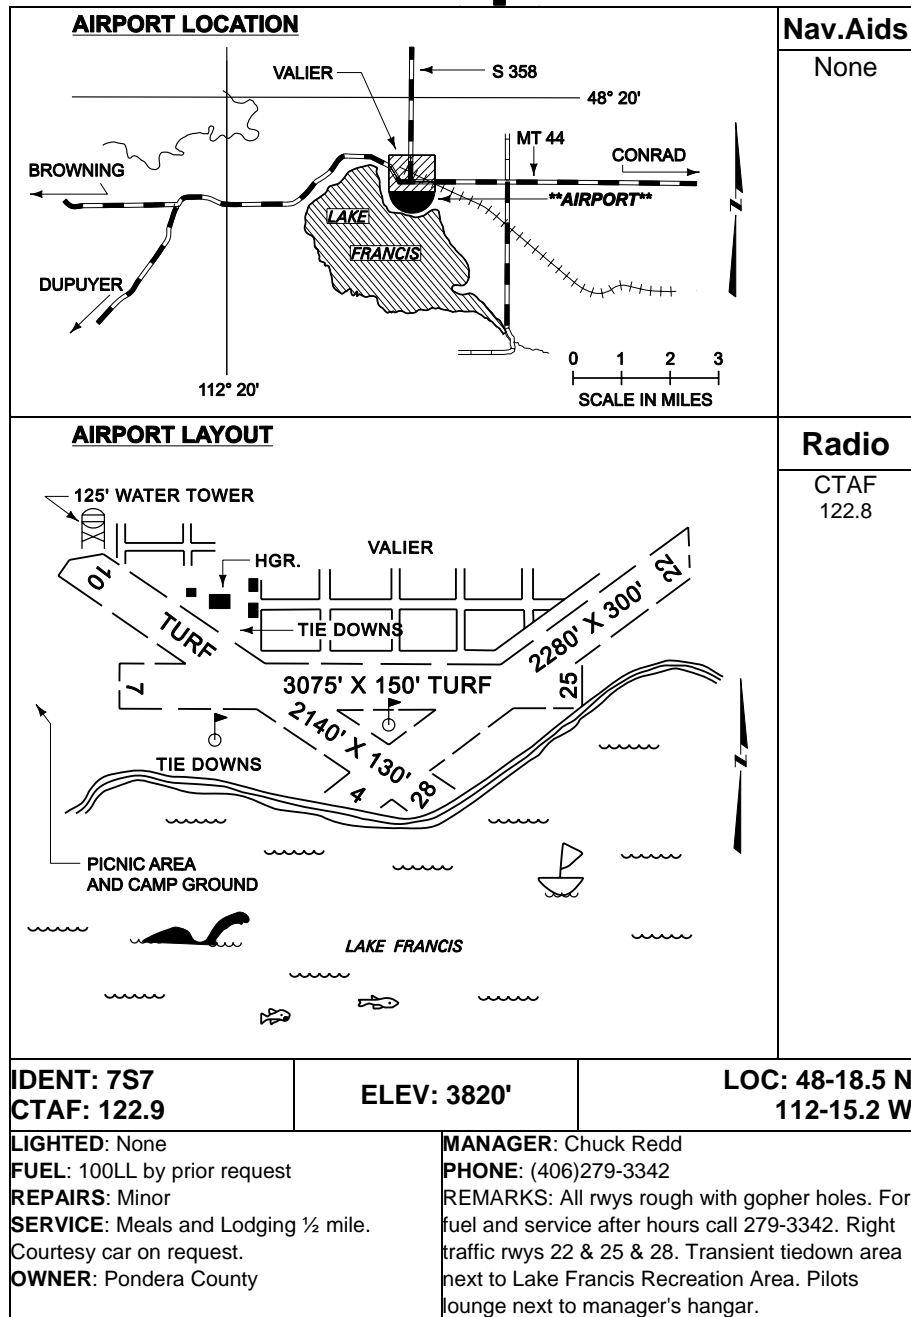 AIRPORT LOCATION
Nav.Aids
None
VALIER
S 358
48° 20'
MT 44
BROWNING
CONRAD
**AIRPORT**
N
LAKE
FRANCIS
DUPUYER
112° 20'
0 1 2 3
SCALE IN MILES
AIRPORT LAYOUT
Radio
CTAF
122.8
125' WATER TOWER
VALIER
HGR.
10
22
TURF
TIE DOWNS
2280' X 300'
7
3075' X 150' TURF
25
2140' X 130'
TIE DOWNS
4
28
N
PICNIC AREA
AND CAMP GROUND
LAKE FRANCIS
IDENT: 7S7
CTAF: 122.9
ELEV: 3820'
LOC: 48-18.5 N
112-15.2 W
LIGHTED: None
FUEL: 100LL by prior request
REPAIRS: Minor
SERVICE: Meals and Lodging ½ mile.
Courtesy car on request.
OWNER: Pondera County
MANAGER: Chuck Redd
PHONE: (406)279-3342
REMARKS: All rwys rough with gopher holes. For
fuel and service after hours call 279-3342. Right
traffic rwys 22 & 25 & 28. Transient tiedown area
next to Lake Francis Recreation Area. Pilots
lounge next to manager's hangar.